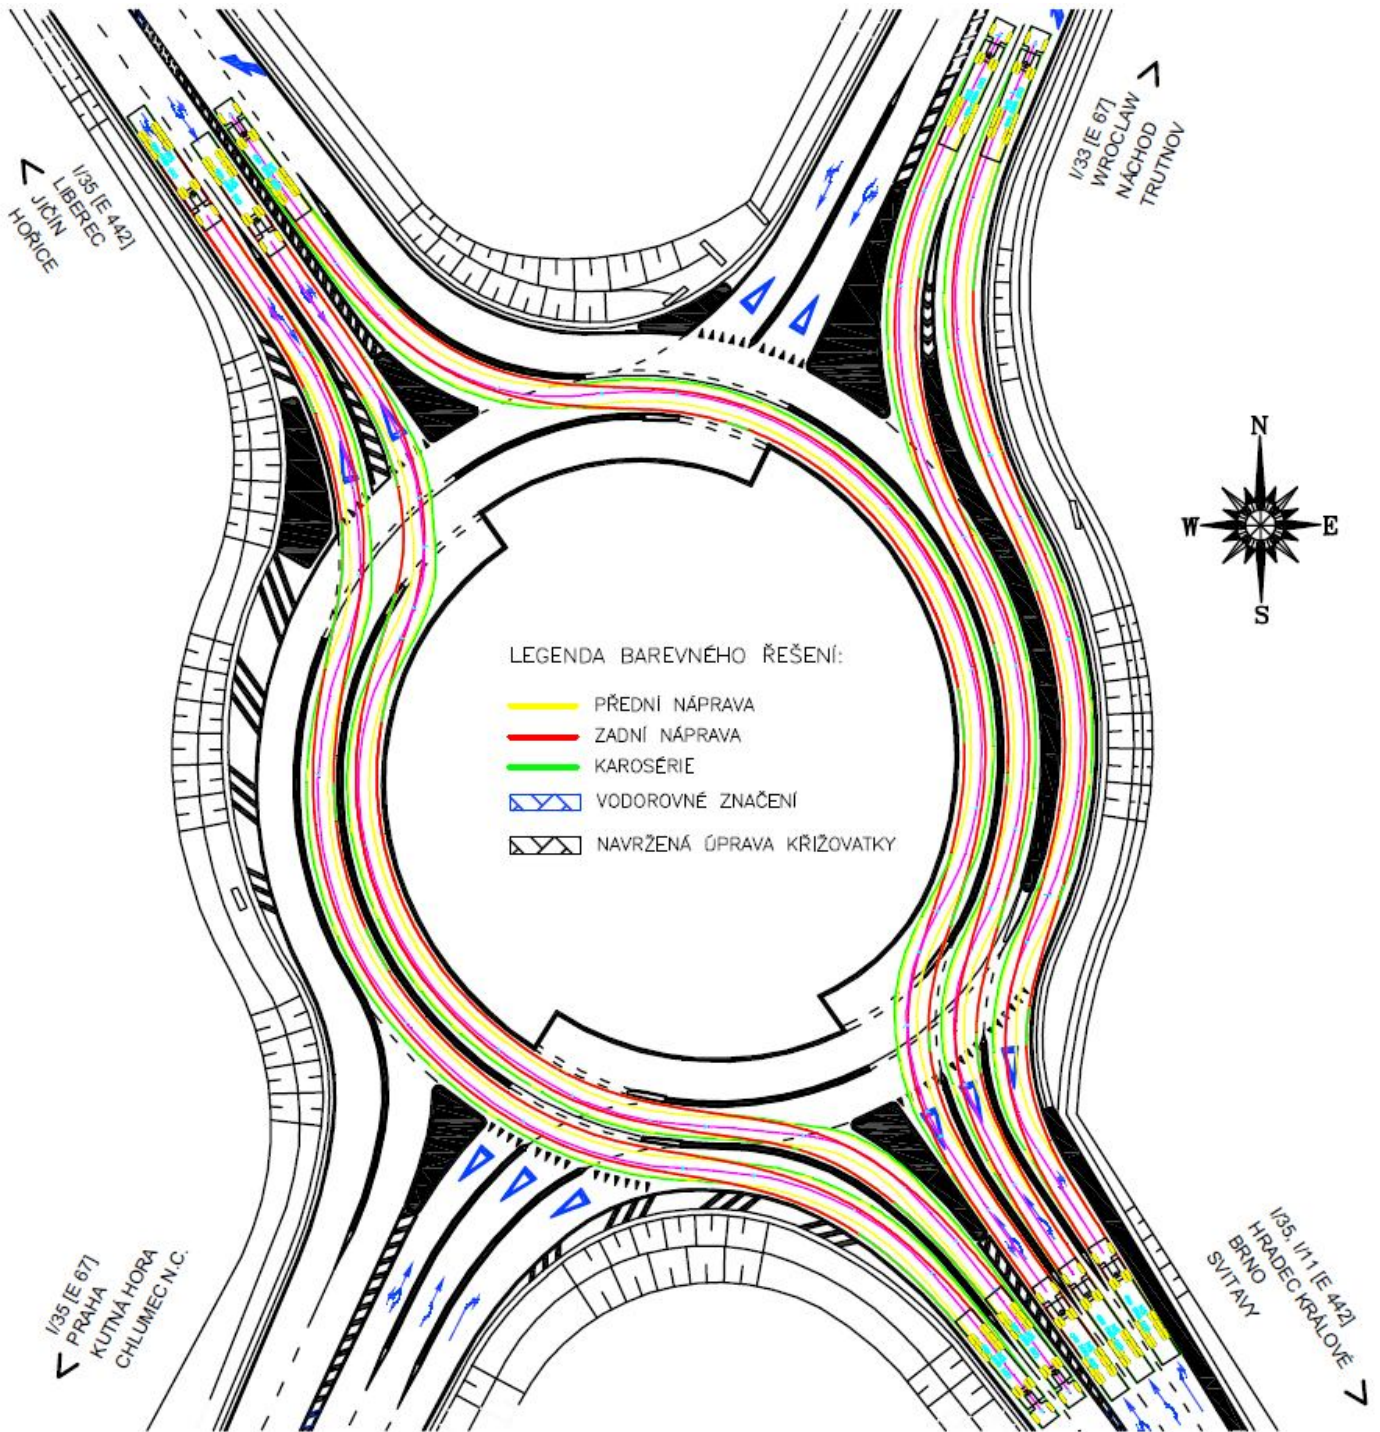 I/33 [E 67]
WROCLAW
NÁCHOD
TRUTNOV
I/35 [E 442]
LIBEREC
JIČÍN
HOŘICE
N
W
E
S
LEGENDA BAREVNÉHO ŘEŠENÍ:
PŘEDNÍ NÁPRAVA
ZADNÍ NÁPRAVA
KAROSÉRIE
VODOROVNÉ ZNAČENÍ
NAVRŽENÁ ÚPRAVA KŘIŽOVATKY
I/35 [E 67]
PRAHA
KUTNÁ HORA
CHLUMEC N.C.
I/35, I/11 [E 442]
HRADEC KRÁLOVÉ
BRNO
SVITAVY